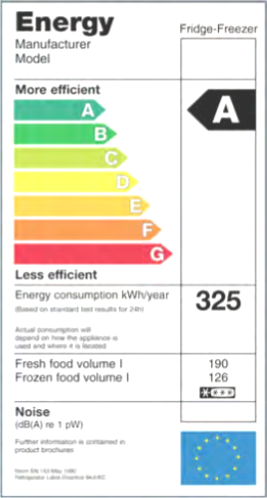 Energy
Fridge-Freezer
Manufacturer
Model
More efficient
A
A
B
C
D
E
F
G
Less efficient
Energy consumption kWh/year
325
(Based on standard test results for 24h)
Actual consumption will
depend on how the appliance is
used and where it is located
Fresh food volume l
190
Frozen food volume l
126
Noise
(dB(A) re 1 pW)
Further information is contained in
product brochures